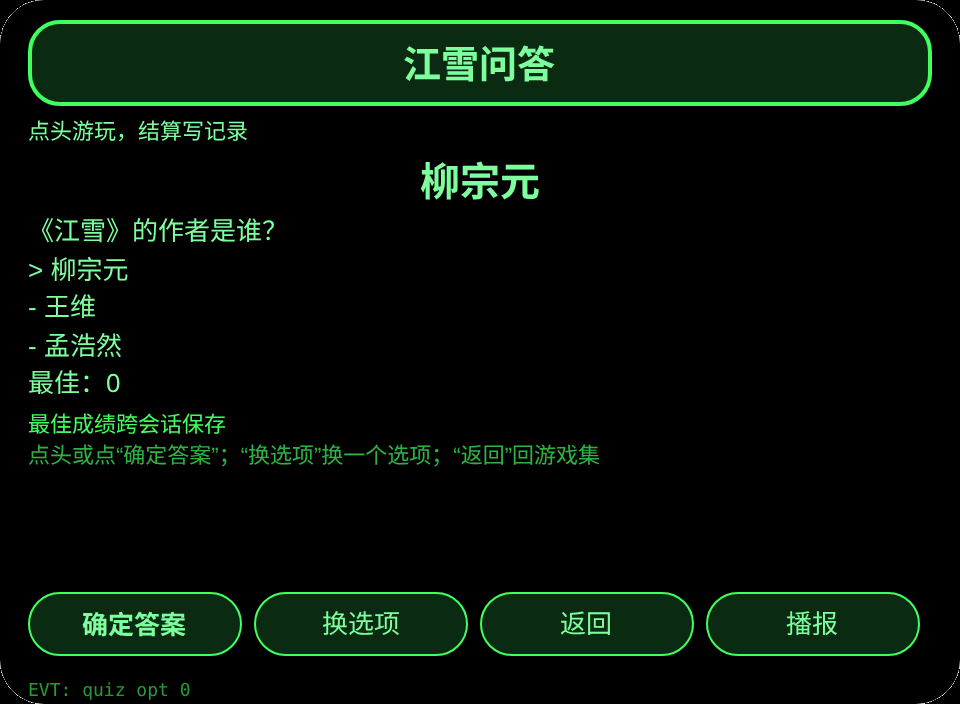 江雪问答
点头游玩，结算写记录
柳宗元
《江雪》的作者是谁？
> 柳宗元
- 王维
- 孟浩然
最佳：0
最佳成绩跨会话保存
点头或点“确定答案”；“换选项”换一个选项；“返回”回游戏集
确定答案
换选项
返回
播报
EVT: quiz opt 0